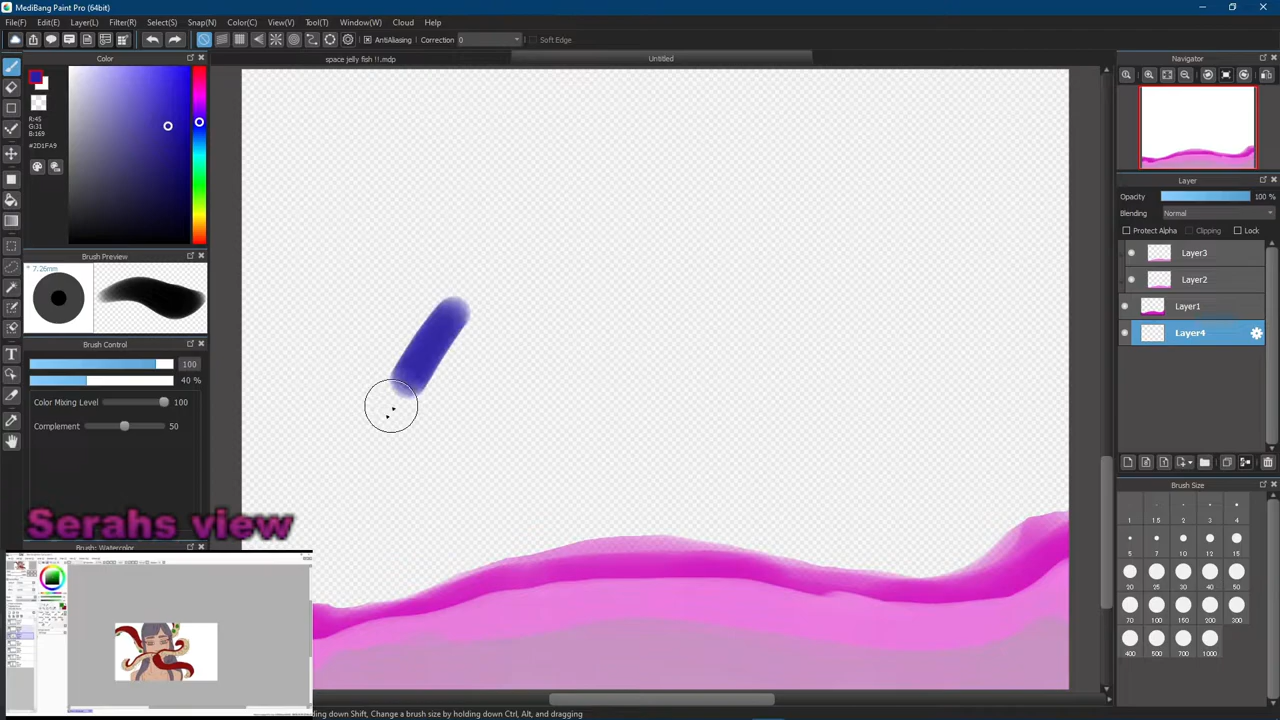 MediBang Paint Pro (64bit)
File(F) Edit(E) Layer(L) Filter(R) Select(S) Snap(N) Color(C) View(V) Tool(T) Window(W) Cloud Help
AntiAliasing Correction 0 Soft Edge
Color
space jelly fish !!.mdp
Untitled
Navigator
R:45
G:31
B:169
#2D1FA9
Layer
Opacity 100 %
Blending Normal
Protect Alpha Clipping Lock
Layer3
Layer2
Layer1
Layer4
Brush Preview
* 7.26mm
Brush Control
100
40 %
Color Mixing Level 100
Complement 50
Brush Size
1 1.5 2 3 4
5 7 10 12 15
20 25 30 40 50
70 100 150 200 300
400 500 700 1000
Serahs view
Brush: Watercolor
ding down Shift, Change a brush size by holding down Ctrl, Alt, and dragging